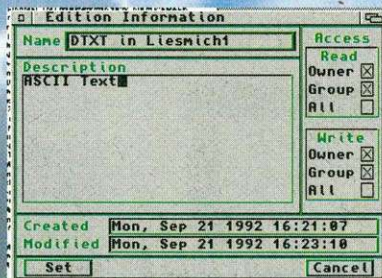 Edition Information
Name DTXT in Liesmich1
Description
ASCII Text
Access
Read
Owner
Group
All
Write
Owner
Group
All
Created Mon, Sep 21 1992 16:21:07
Modified Mon, Sep 21 1992 16:23:10
Set
Cancel